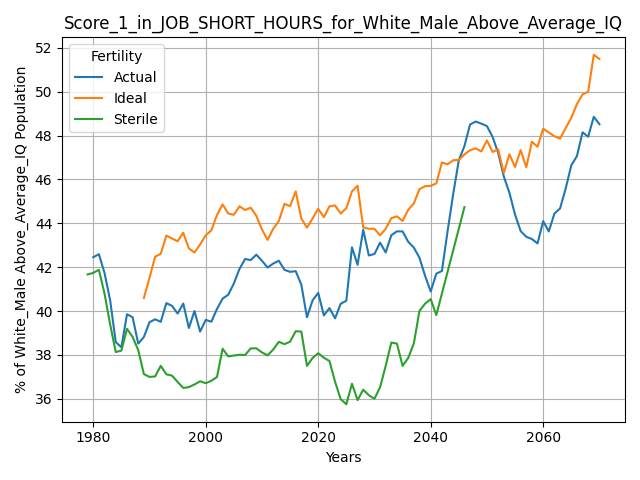 Score_1_in_JOB_SHORT_HOURS_for_White_Male_Above_Average_IQ
Fertility
Actual
Ideal
Sterile
% of White_Male Above_Average_IQ Population
52
50
48
46
44
42
40
38
36
1980
2000
2020
2040
2060
Years